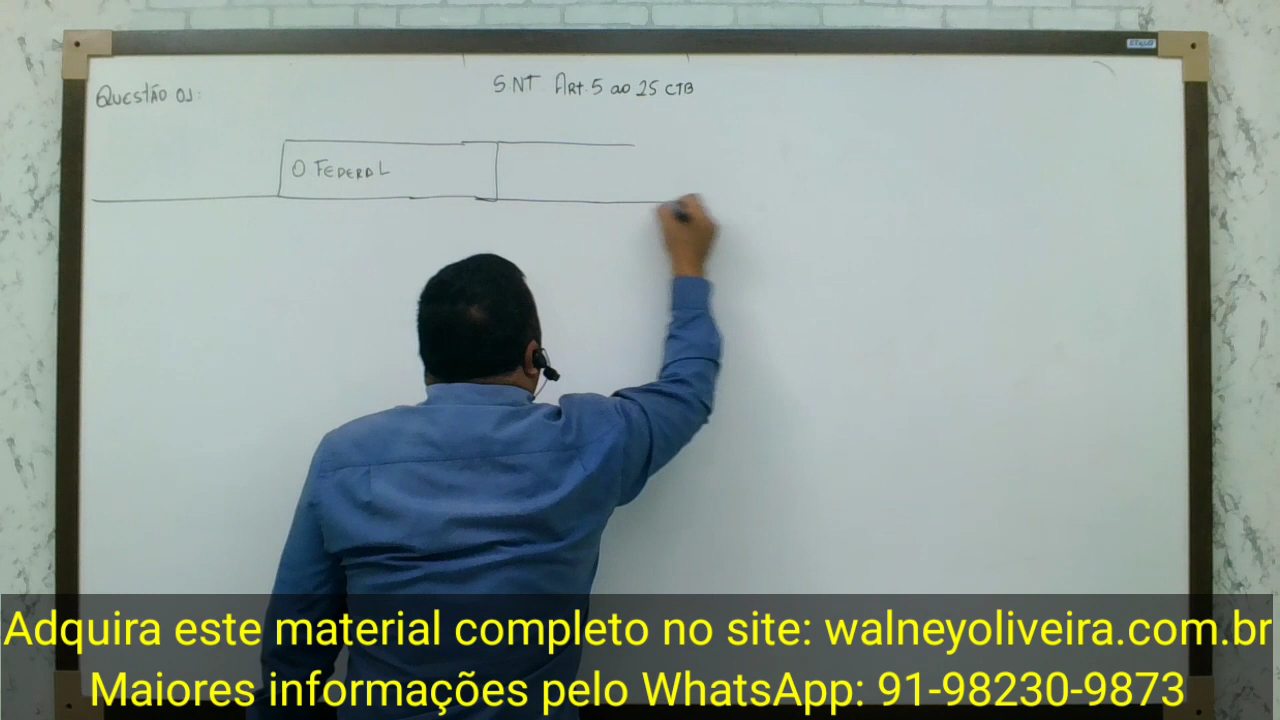 QUESTÃO 01:
SNT ART. 5 ao 25 CTB
O FEDERAL
Adquira este material completo no site: walneyoliveira.com.br
Maiores informações pelo WhatsApp: 91-98230-9873